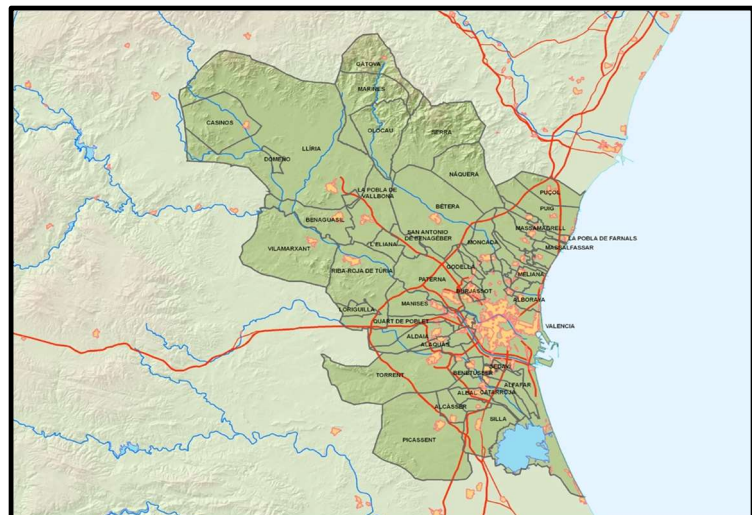 GÁTOVA
MARINES
CASINOS
OLOCAU
SERRA
LLÍRIA
DOMEÑO
NÁQUERA
LA POBLA DE
VALLBONA
PUÇOL
BÉTERA
PUIG
BENAGUASIL
SAN ANTONIO
DE BENAGÉBER
MASSAMAGRELL
LA POBLA DE FARNALS
L'ELIANA
MONCADA
MASSALFASSAR
VILAMARXANT
GODELLA
RIBA-ROJA DE TÚRIA
MELIANA
PATERNA
BURJASSOT
ALBORAYA
MANISES
LORIGUILLA
QUART DE POBLET
VALENCIA
ALDAIA
ALAQUÀS
SEDAVÍ
TORRENT
BENETÚSSER
ALFAFAR
ALBAL
CATARROJA
ALCÀSSER
SILLA
PICASSENT